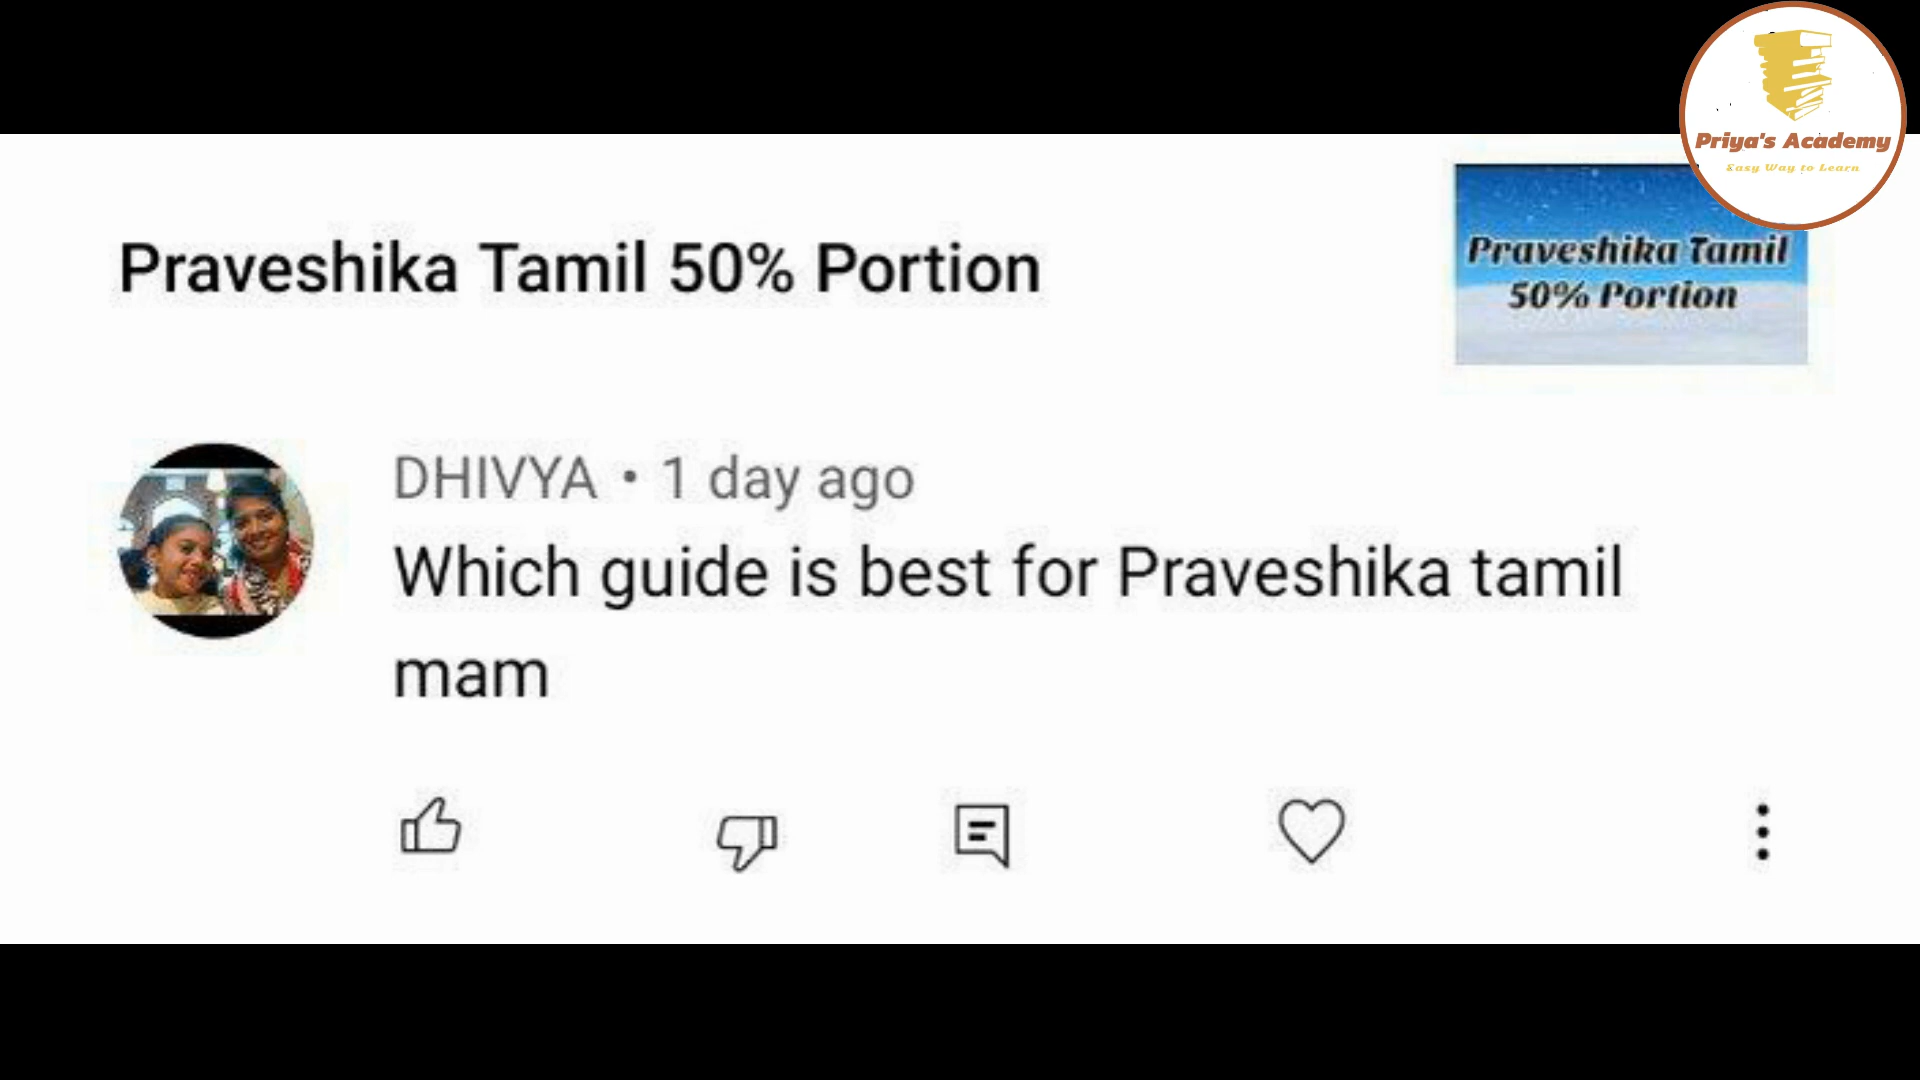 Priya's Academy
Easy Way to Learn
Praveshika Tamil 50% Portion
Praveshika Tamil
50% Portion
DHIVYA • 1 day ago
Which guide is best for Praveshika tamil
mam